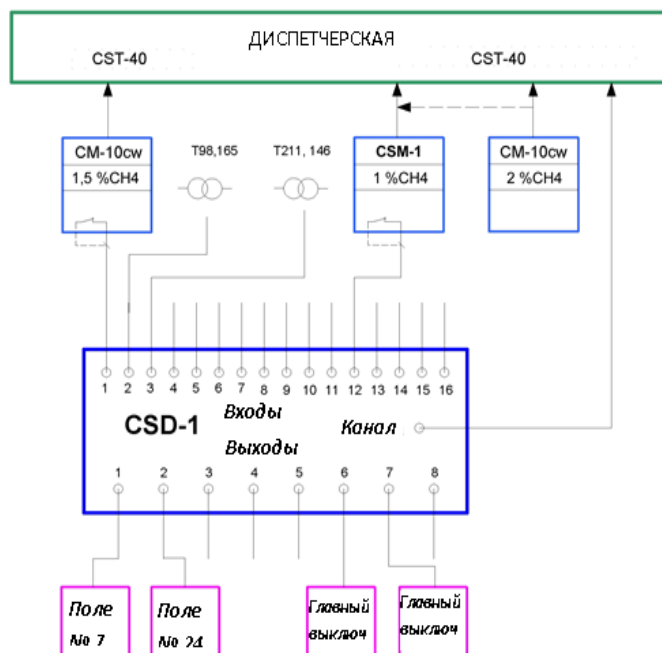 ДИСПЕТЧЕРСКАЯ
CST-40 CST-40
CM-10cw T98,165 T211, 146 CSM-1 CM-10cw
1,5 %CH4 1 %CH4 2 %CH4
1 2 3 4 5 6 7 8 9 10 11 12 13 14 15 16
CSD-1 Входы Канал
Выходы
1 2 3 4 5 6 7 8
Поле Поле Главный Главный
№ 7 № 24 выключ выключ